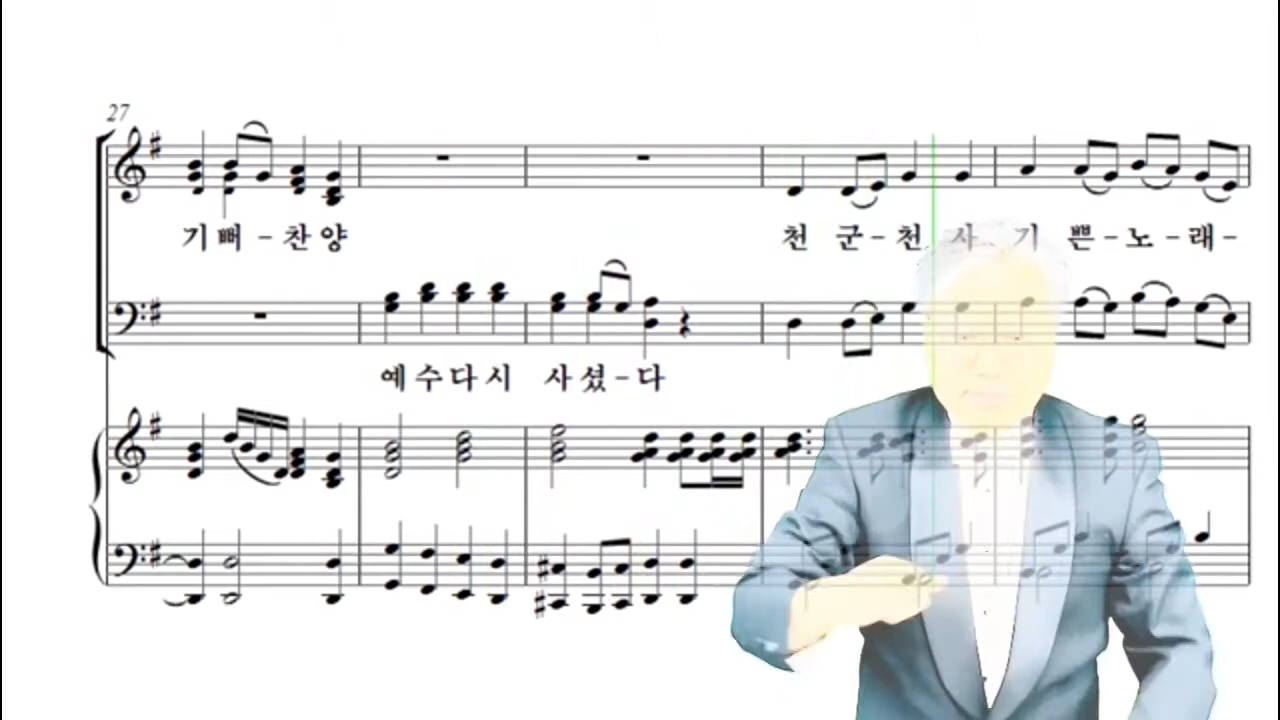 27
기 뻐 - 찬 양
천 군 - 천 사 기 쁜 - 노 - 래 -
예 수 다 시 사 셨 - 다